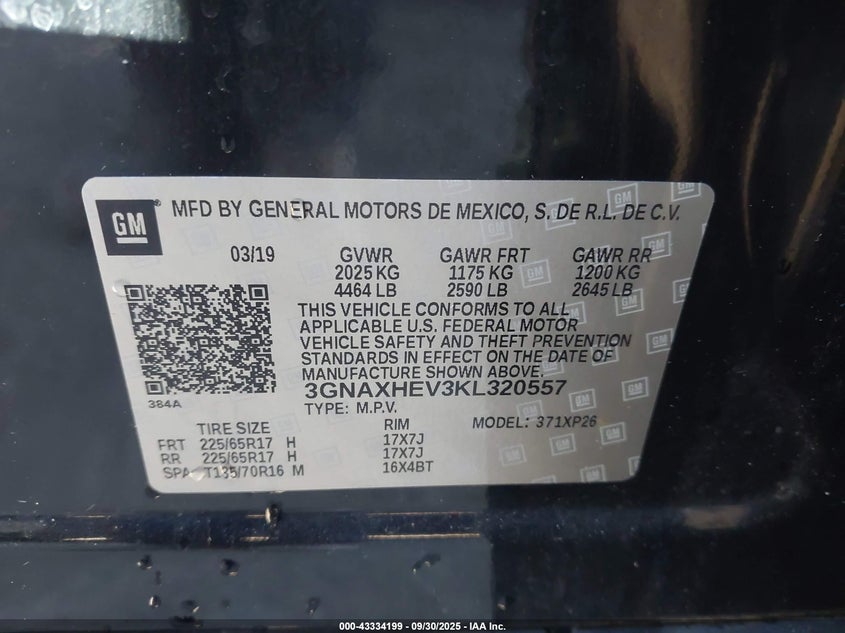 GM
MFD BY GENERAL MOTORS DE MEXICO, S. DE R.L. DE C.V.
03/19 GVWR GAWR FRT GAWR RR
2025 KG 1175 KG 1200 KG
4464 LB 2590 LB 2645 LB
THIS VEHICLE CONFORMS TO ALL
APPLICABLE U.S. FEDERAL MOTOR
VEHICLE SAFETY AND THEFT PREVENTION
STANDARDS IN EFFECT ON THE DATE OF
MANUFACTURE SHOWN ABOVE.
384A
3GNAXHEV3KL320557
TYPE: M.P.V. MODEL: 371XP26
TIRE SIZE RIM
FRT 225/65R17 H 17X7J
RR 225/65R17 H 17X7J
SPA T135/70R16 M 16X4BT
000-43334199 - 09/30/2025 - IAA Inc.